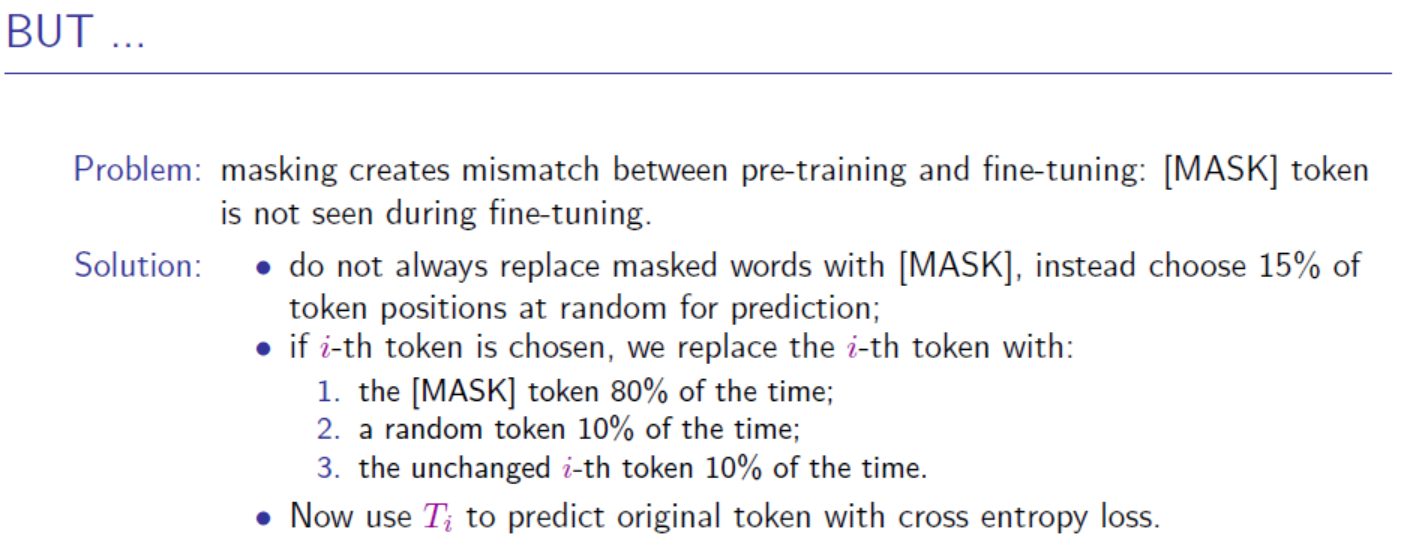 BUT ...
Problem: masking creates mismatch between pre-training and fine-tuning: [MASK] token
is not seen during fine-tuning.
Solution: • do not always replace masked words with [MASK], instead choose 15% of
token positions at random for prediction;
• if i-th token is chosen, we replace the i-th token with:
1. the [MASK] token 80% of the time;
2. a random token 10% of the time;
3. the unchanged i-th token 10% of the time.
• Now use T_i to predict original token with cross entropy loss.